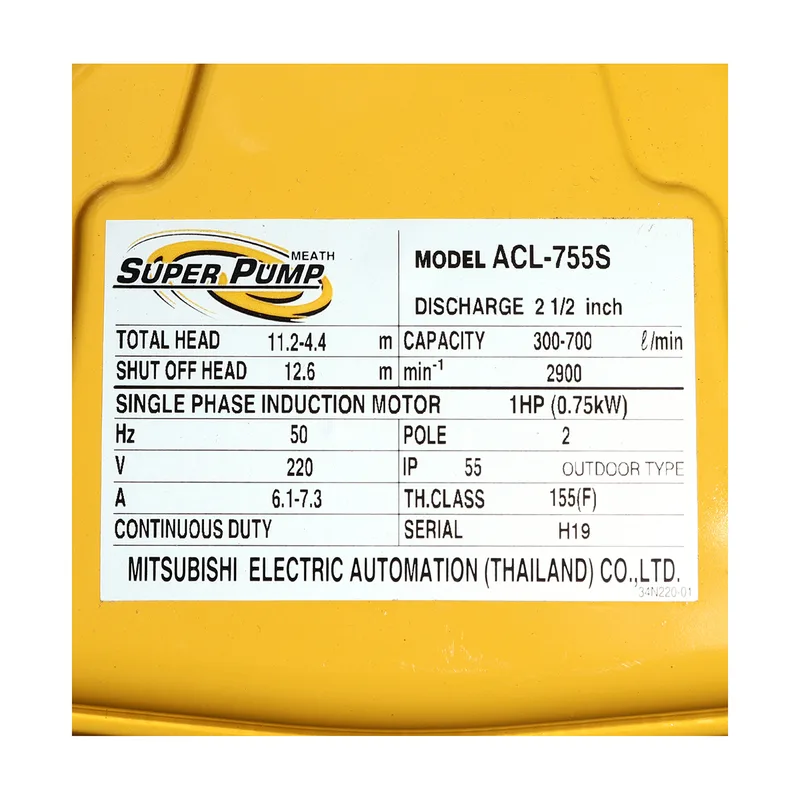 MEATH
SUPER PUMP
MODEL ACL-755S
DISCHARGE 2 1/2 inch
TOTAL HEAD 11.2-4.4 m CAPACITY 300-700 ℓ/min
SHUT OFF HEAD 12.6 m min⁻¹ 2900
SINGLE PHASE INDUCTION MOTOR 1HP (0.75kW)
Hz 50 POLE 2
V 220 IP 55 OUTDOOR TYPE
A 6.1-7.3 TH.CLASS 155(F)
CONTINUOUS DUTY SERIAL H19
MITSUBISHI ELECTRIC AUTOMATION (THAILAND) CO.,LTD.
34N220-01